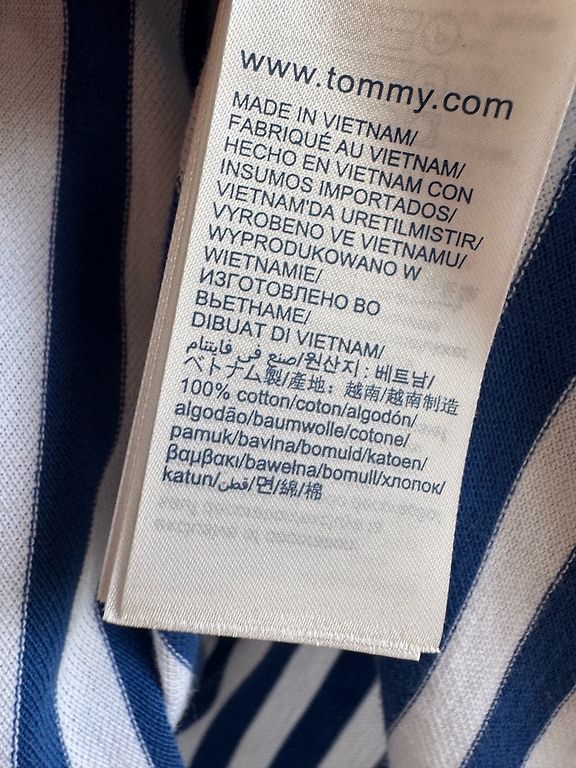 www.tommy.com
MADE IN VIETNAM/
FABRIQUÉ AU VIETNAM/
HECHO EN VIETNAM CON
INSUMOS IMPORTADOS/
VIETNAM'DA URETILMISTIR/
VYROBENO VE VIETNAMU/
WYPRODUKOWANO W
WIETNAMIE/
ИЗГОТОВЛЕНО ВО
ВЬЕТНАМЕ/
DIBUAT DI VIETNAM/
صنع في فايتنام/원산지 : 베트남/
ベトナム製/產地：越南/越南制造
100% cotton/coton/algodón/
algodão/baumwolle/cotone/
pamuk/bavlna/bomuld/katoen/
βαμβακι/bawełna/bomull/хлопок/
katun/قطن/면/綿/棉